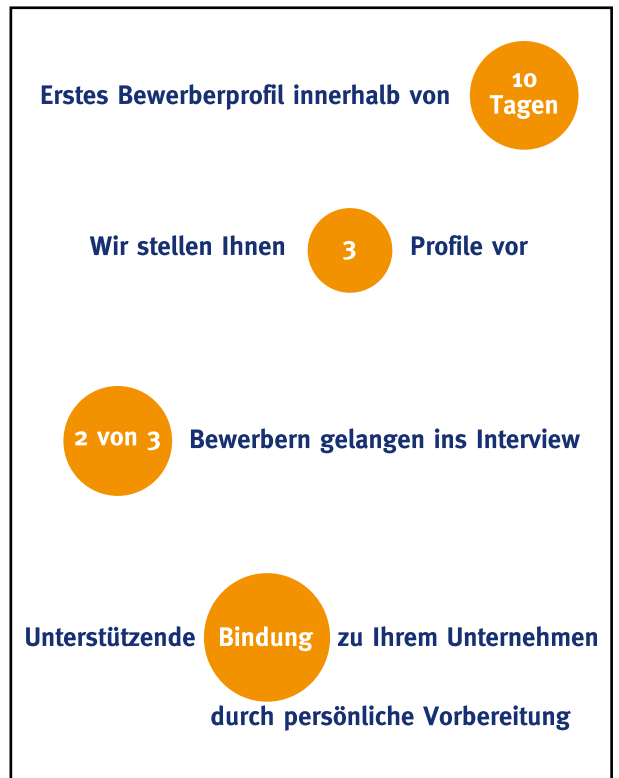 Erstes Bewerberprofil innerhalb von 10 Tagen
Wir stellen Ihnen 3 Profile vor
2 von 3 Bewerbern gelangen ins Interview
Unterstützende Bindung zu Ihrem Unternehmen
durch persönliche Vorbereitung